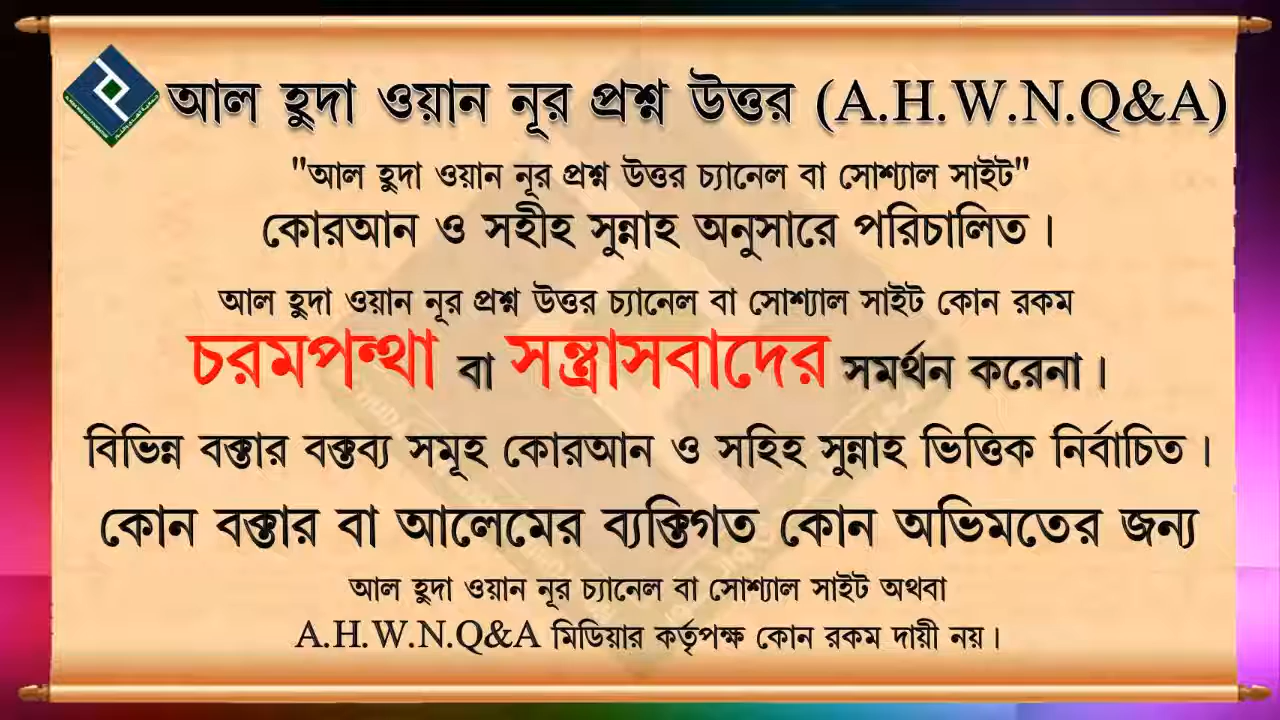 আল হুদা ওয়ান নূর প্রশ্ন উত্তর (A.H.W.N.Q&A)
"আল হুদা ওয়ান নূর প্রশ্ন উত্তর চ্যানেল বা সোশ্যাল সাইট"
কোরআন ও সহীহ সুন্নাহ অনুসারে পরিচালিত।
আল হুদা ওয়ান নূর প্রশ্ন উত্তর চ্যানেল বা সোশ্যাল সাইট কোন রকম
চরমপন্থা বা সন্ত্রাসবাদের সমর্থন করেনা।
বিভিন্ন বক্তার বক্তব্য সমূহ কোরআন ও সহিহ সুন্নাহ ভিত্তিক নির্বাচিত।
কোন বক্তার বা আলেমের ব্যক্তিগত কোন অভিমতের জন্য
আল হুদা ওয়ান নূর চ্যানেল বা সোশ্যাল সাইট অথবা
A.H.W.N.Q&A মিডিয়ার কর্তৃপক্ষ কোন রকম দায়ী নয়।